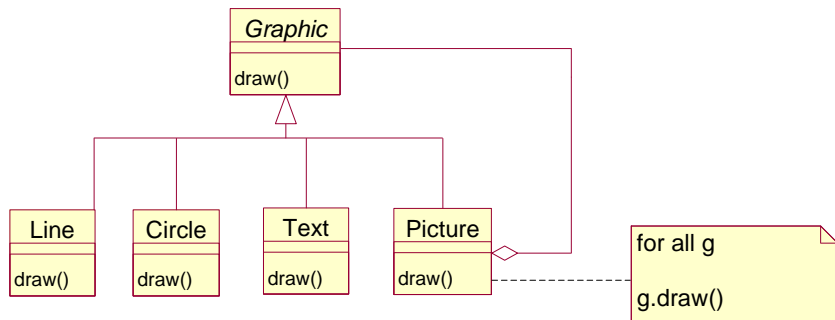 Graphic
draw()
Line
draw()
Circle
draw()
Text
draw()
Picture
draw()
for all g
g.draw()